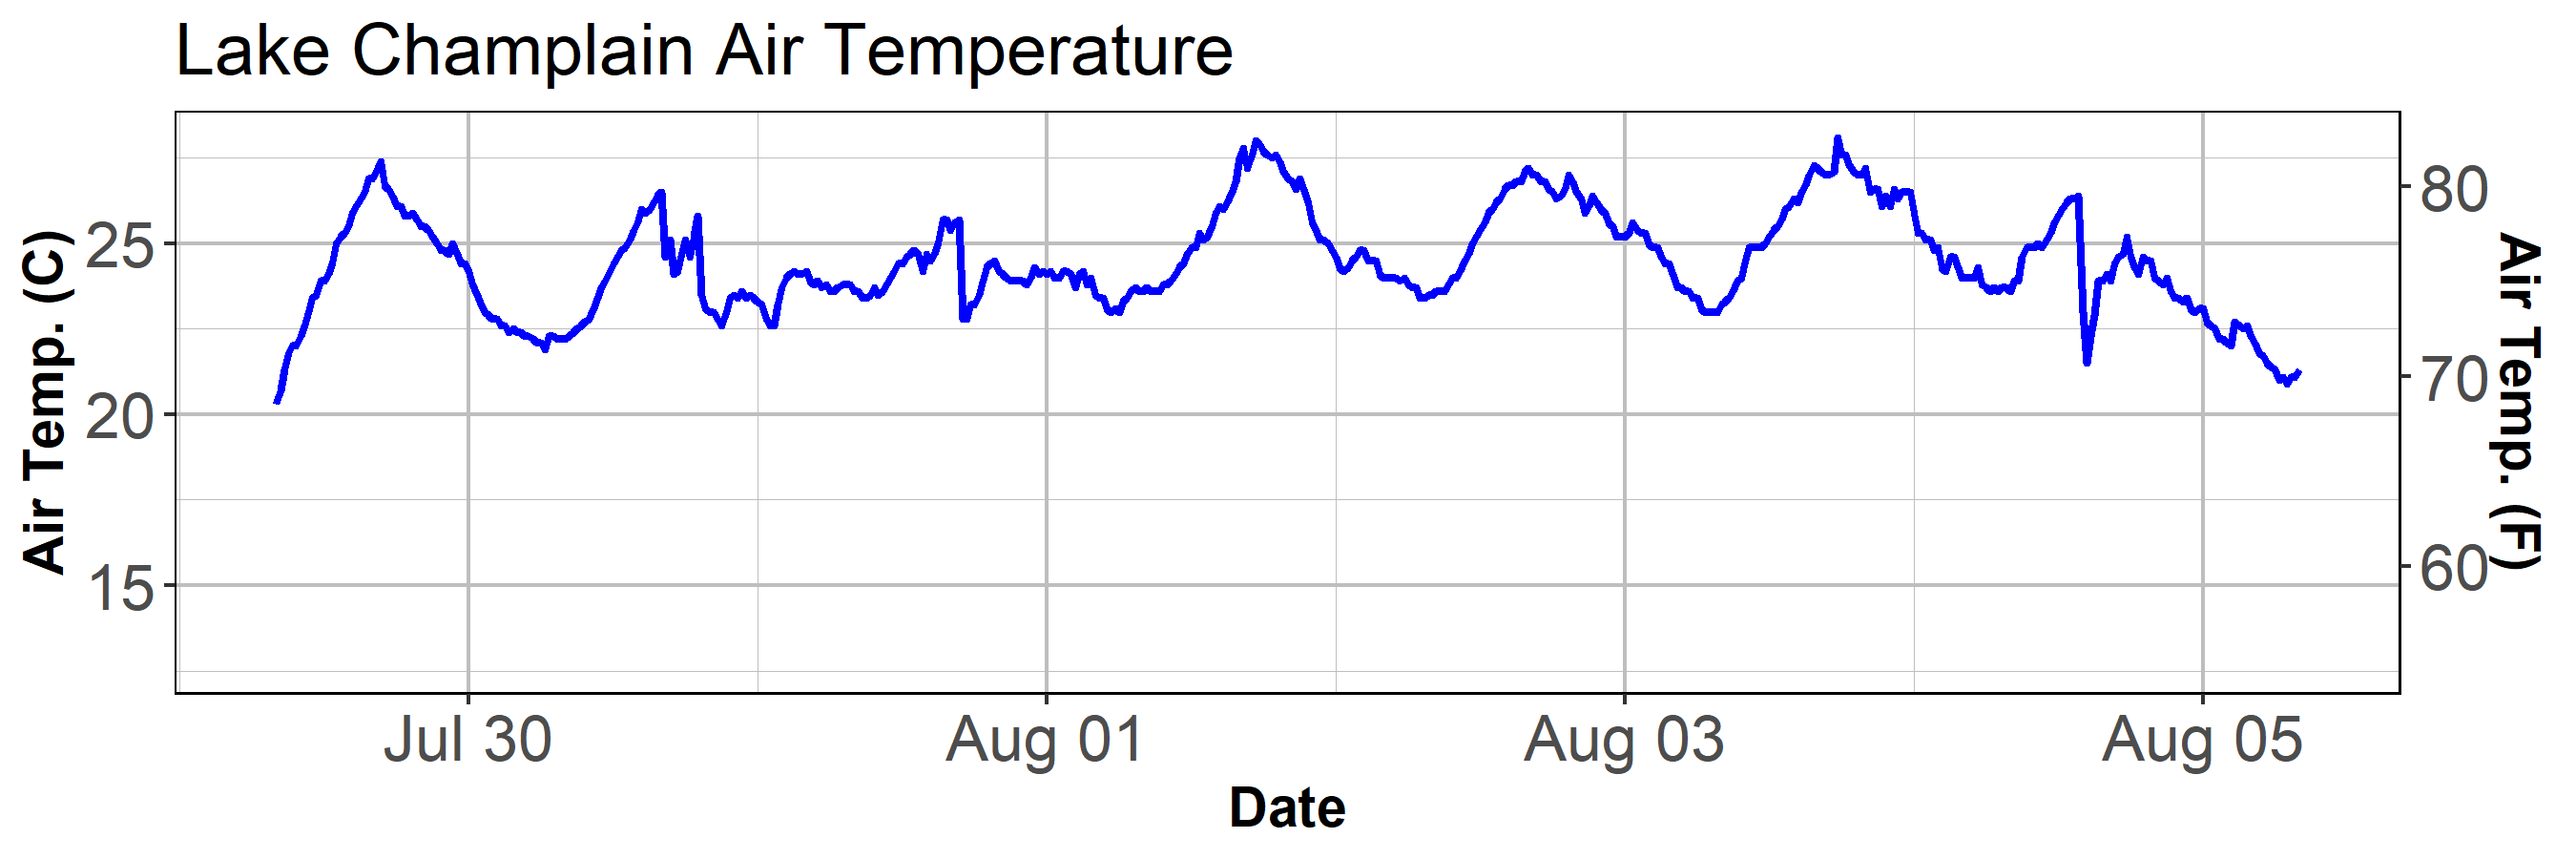 Lake Champlain Air Temperature
Air Temp. (C)
25
20
15
80
70
60
Air Temp. (F)
Jul 30
Aug 01
Aug 03
Aug 05
Date